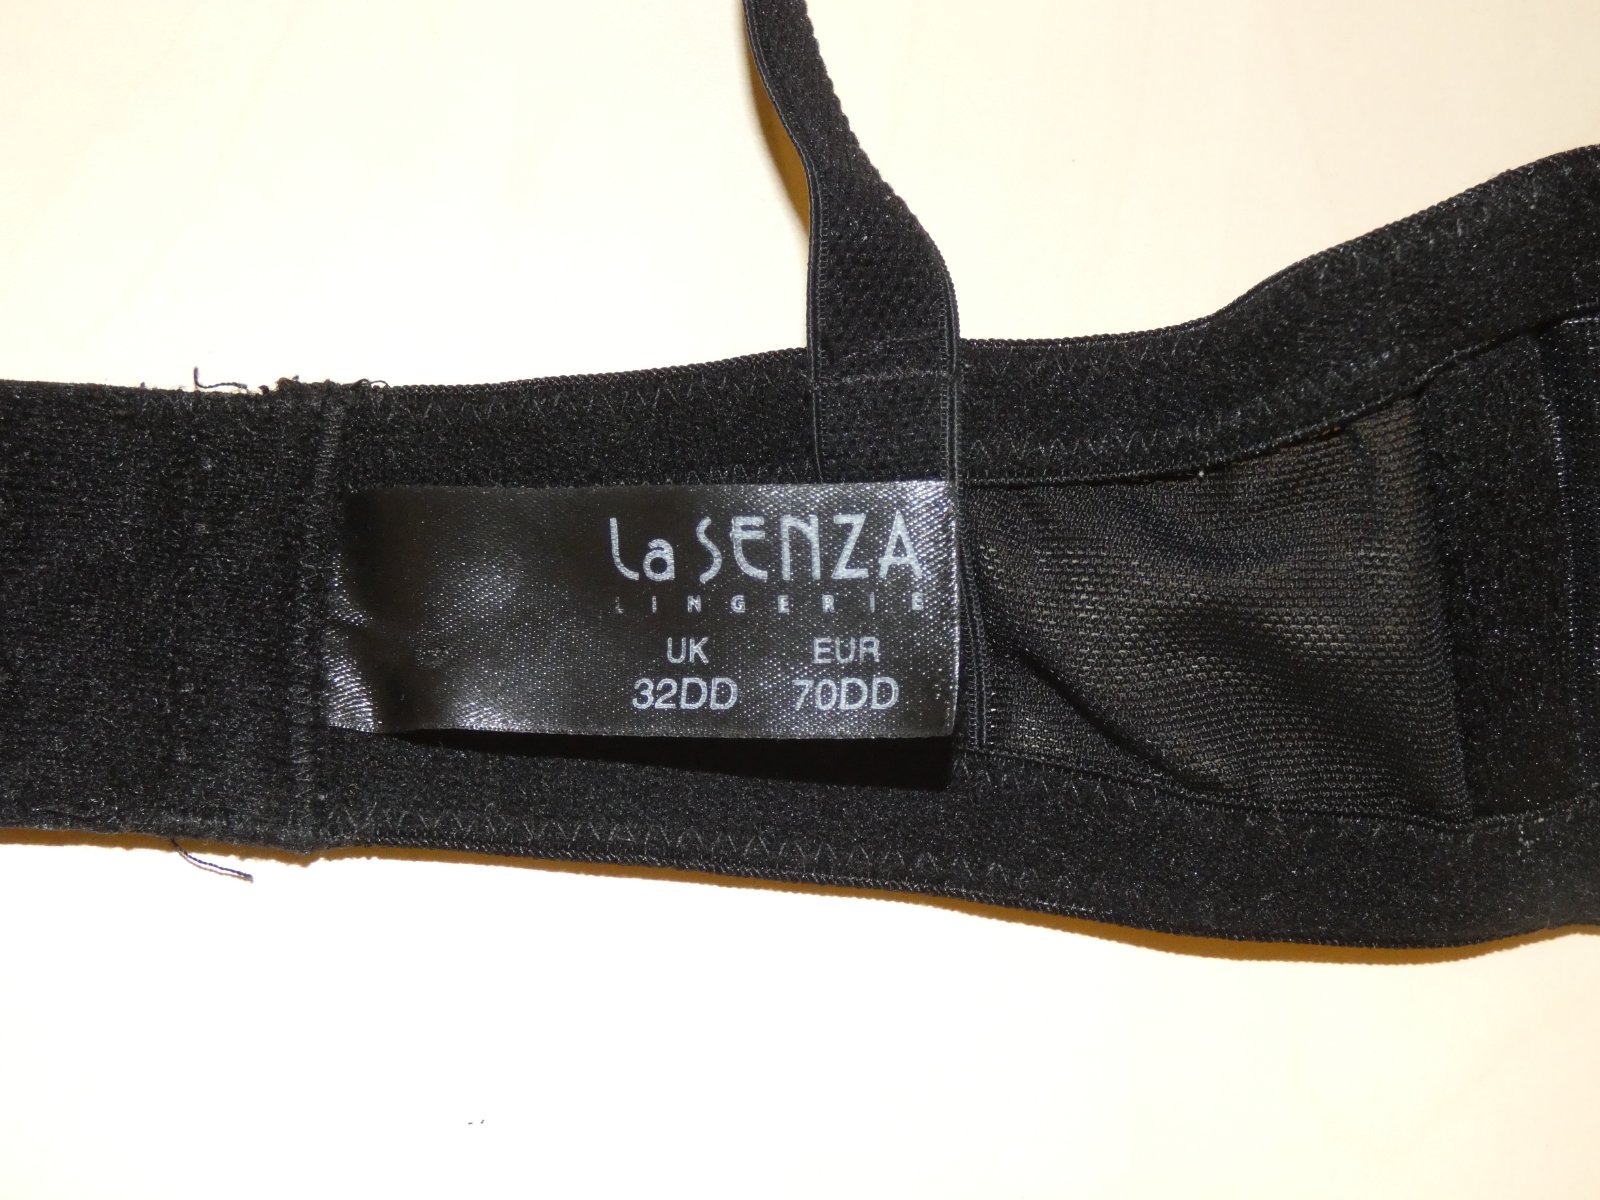 La SENZA
LINGERIE
UK EUR
32DD 70DD